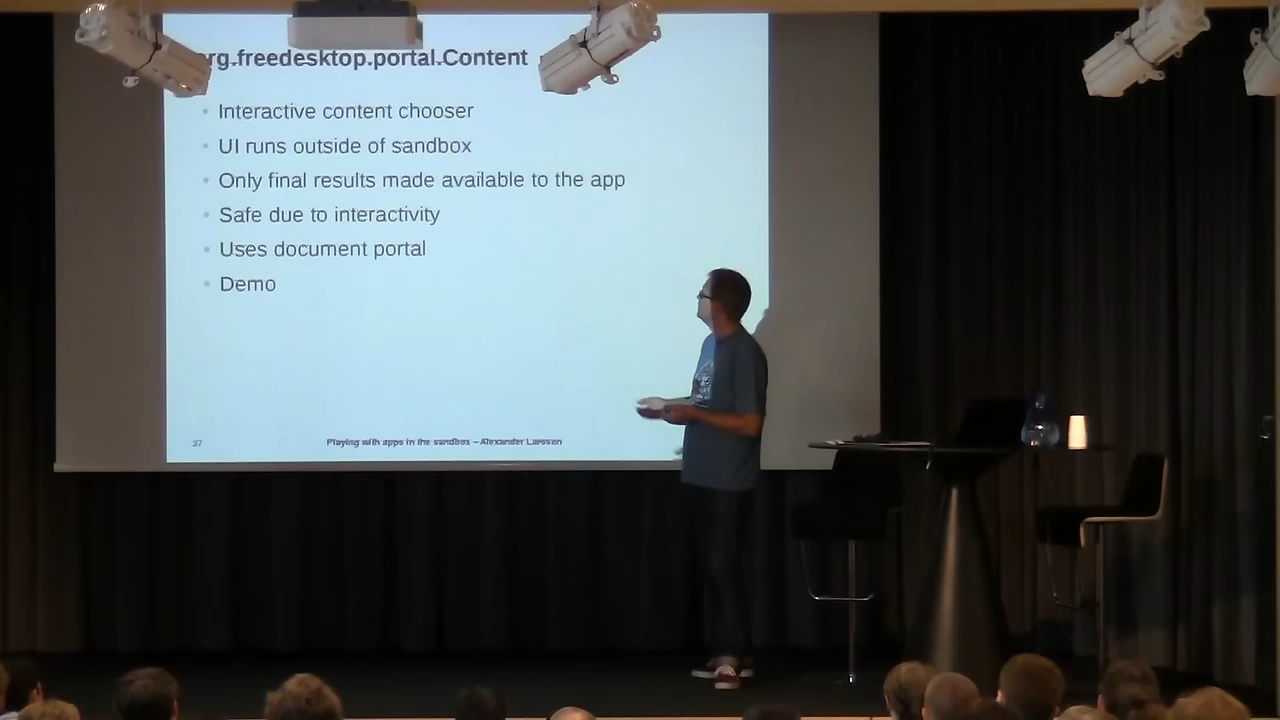 org.freedesktop.portal.Content
Interactive content chooser
UI runs outside of sandbox
Only final results made available to the app
Safe due to interactivity
Uses document portal
Demo
37
Playing with apps in the sandbox – Alexander Larsson